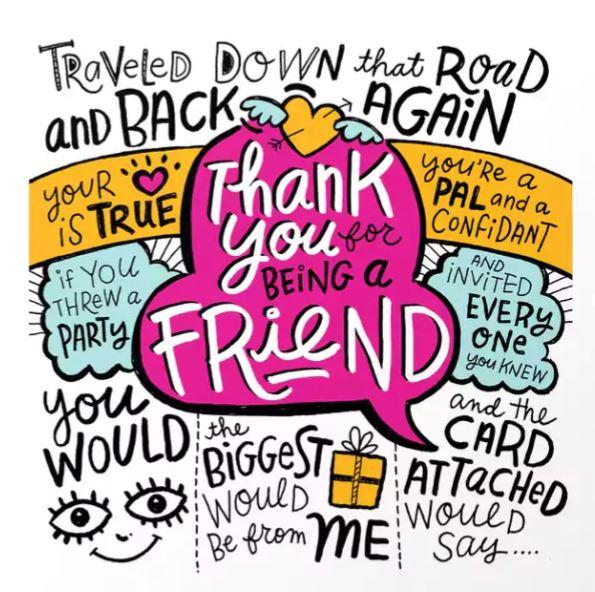 TRaVeLeD DOWN that RoaD
and BACK AGAiN
Thank
You for
BEiNG a
FRieND
youR
is TRUE
you're a
PAL and a
CONFiDANT
if YOU
THReW a
PARTY
AND
iNViTED
EVERY
ONe
you KNEW
you
WOULD
the
BiGGeST
WOULD
Be from ME
and the
CARD
ATTaCHeD
WOULD
Say....